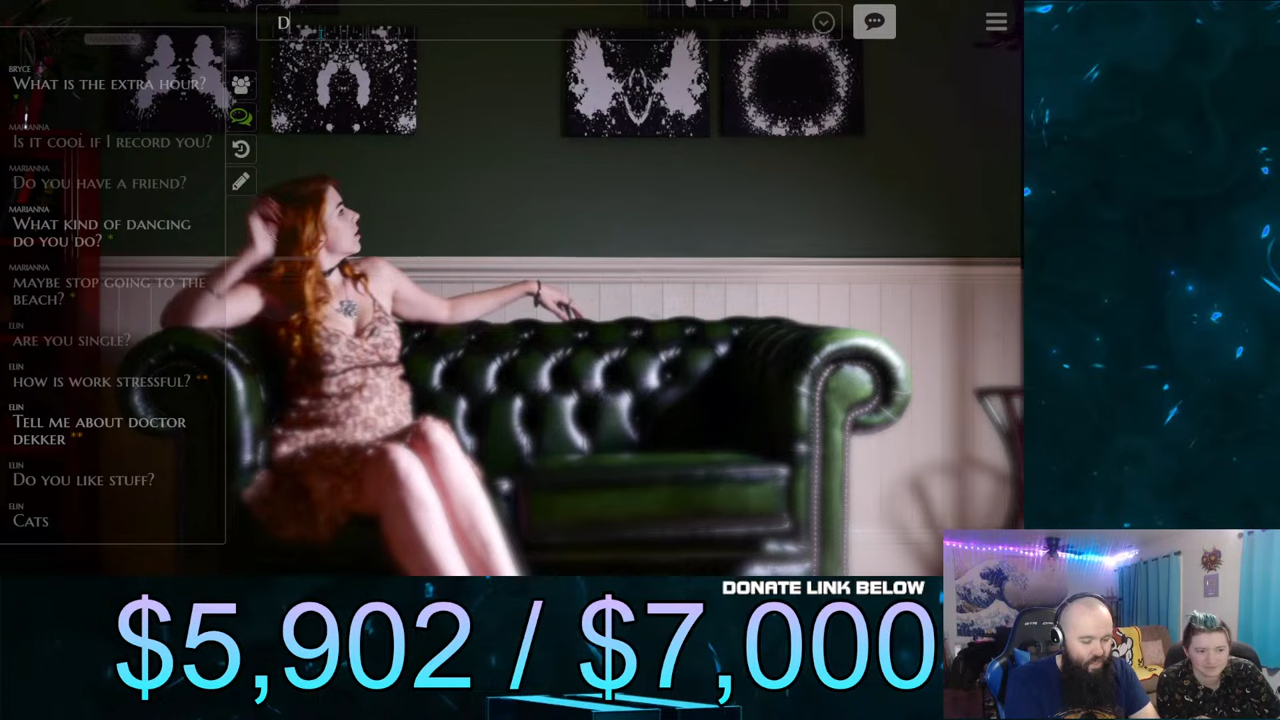 D
BRYCE
WHAT IS THE EXTRA HOUR?
*
MARIANNA
IS IT COOL IF I RECORD YOU?
MARIANNA
DO YOU HAVE A FRIEND?
MARIANNA
WHAT KIND OF DANCING
DO YOU DO? *
MARIANNA
MAYBE STOP GOING TO THE
BEACH? *
ELIN
ARE YOU SINGLE?
ELIN
HOW IS WORK STRESSFUL? **
ELIN
TELL ME ABOUT DOCTOR
DEKKER **
ELIN
DO YOU LIKE STUFF?
ELIN
CATS
DONATE LINK BELOW
$5,902 / $7,000